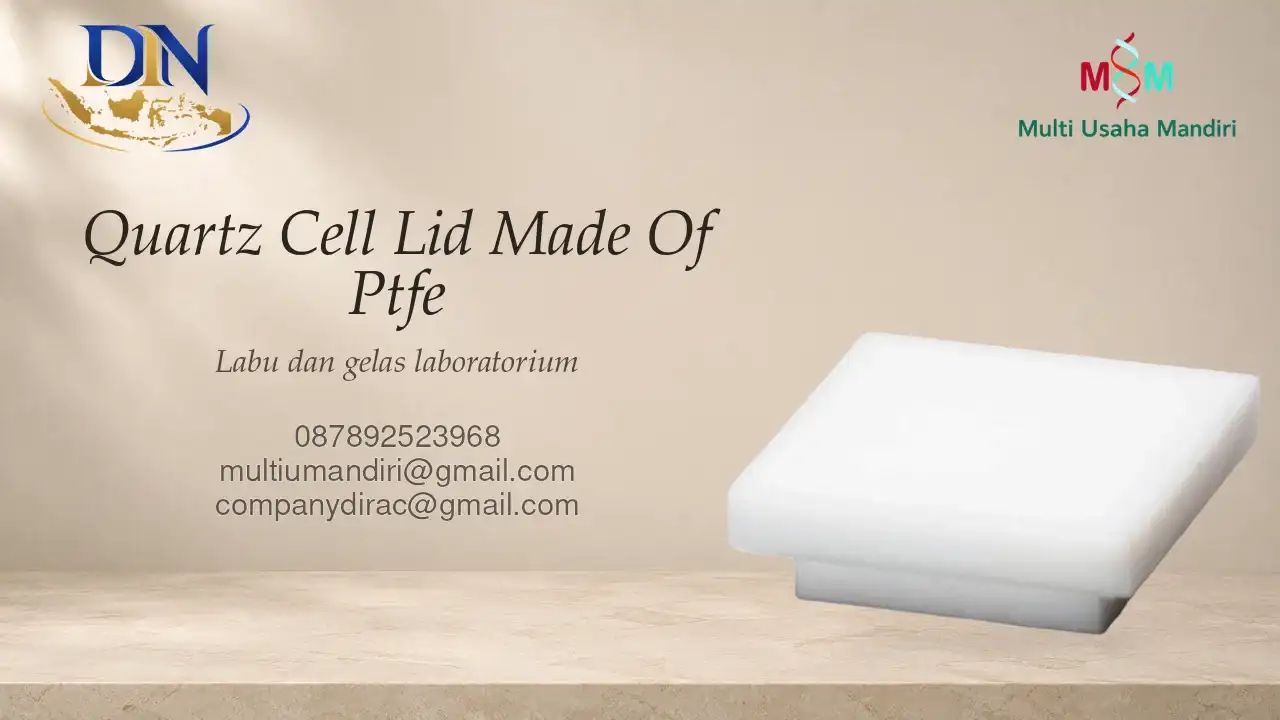 DIN
MSM
Multi Usaha Mandiri
Quartz Cell Lid Made Of
Ptfe
Labu dan gelas laboratorium
087892523968
multiumandiri@gmail.com
companydirac@gmail.com